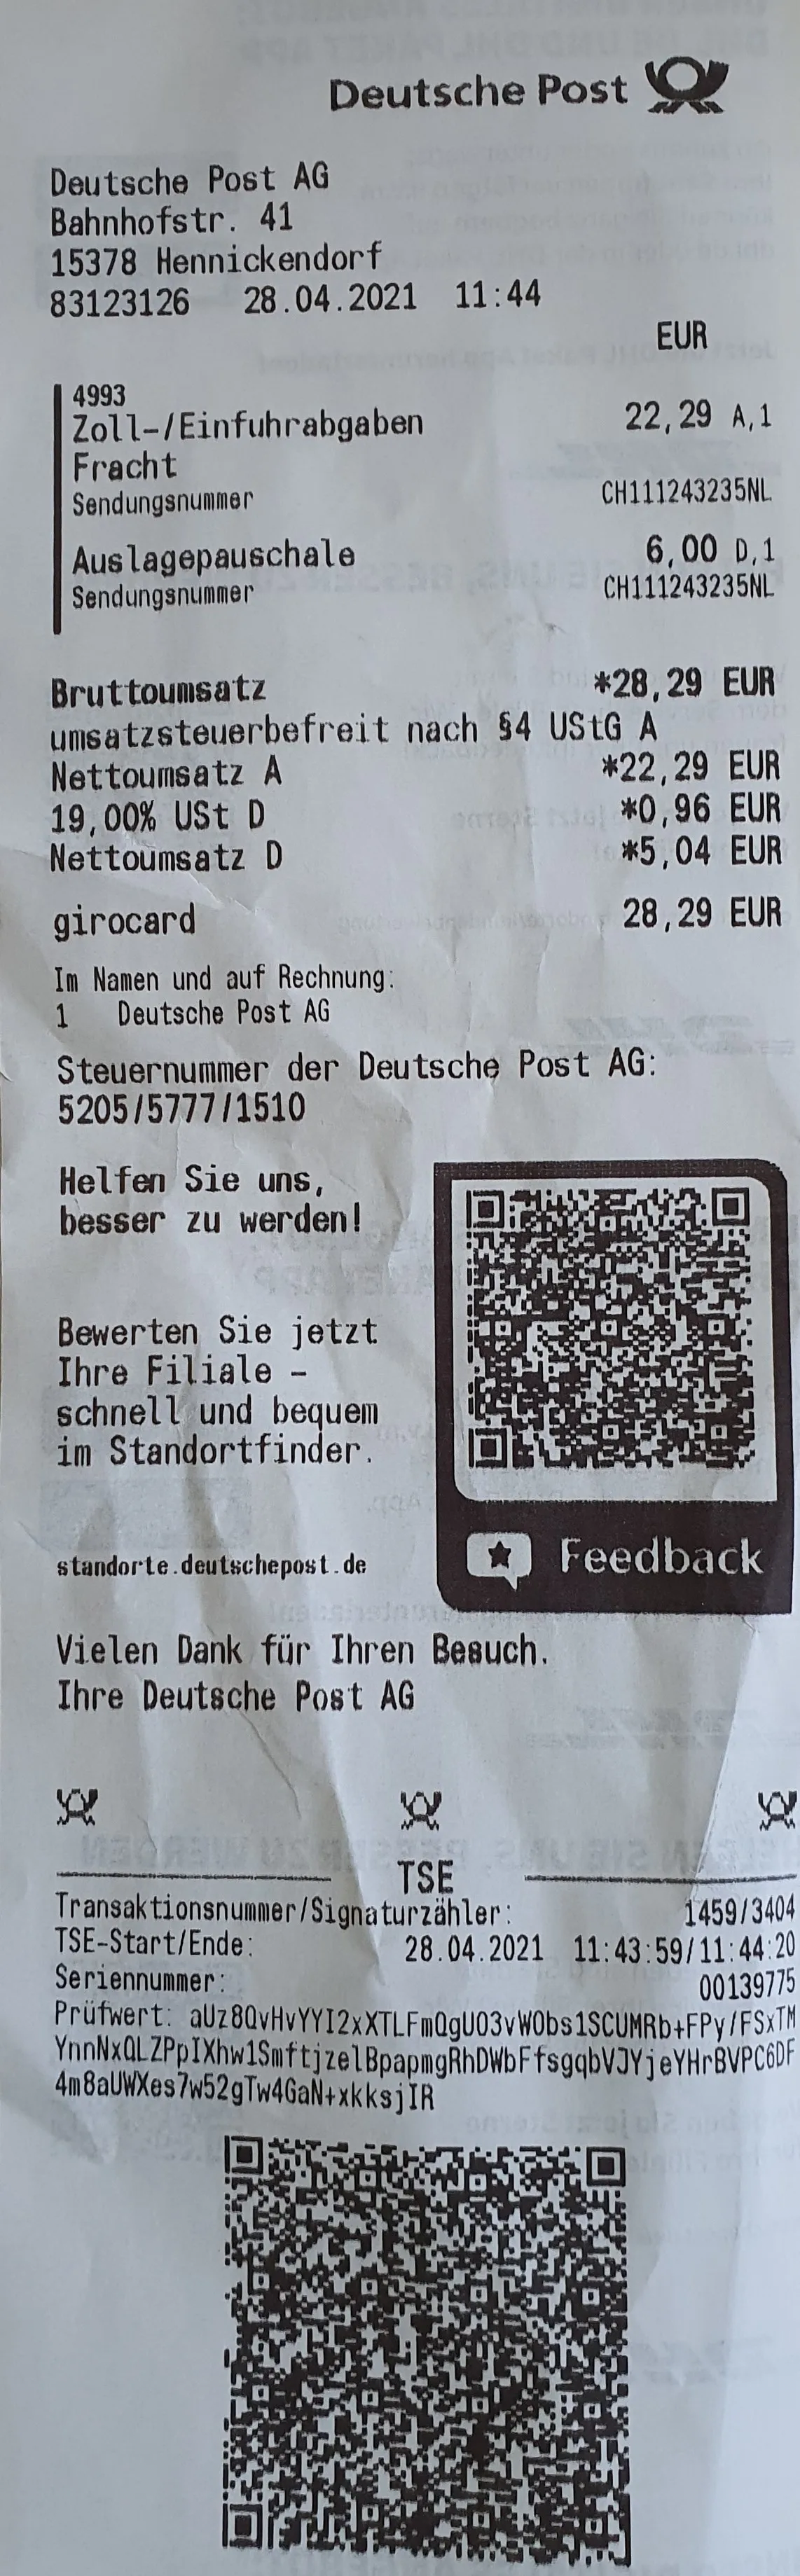 Deutsche Post
Deutsche Post AG
Bahnhofstr. 41
15378 Hennickendorf
83123126 28.04.2021 11:44
EUR
4993
Zoll-/Einfuhrabgaben 22,29 A,1
Fracht
Sendungsnummer CH111243235NL
Auslagepauschale 6,00 D,1
Sendungsnummer CH111243235NL
Bruttoumsatz *28,29 EUR
umsatzsteuerbefreit nach §4 UStG A
Nettoumsatz A *22,29 EUR
19,00% USt D *0,96 EUR
Nettoumsatz D *5,04 EUR
girocard 28,29 EUR
Im Namen und auf Rechnung:
1 Deutsche Post AG
Steuernummer der Deutsche Post AG:
5205/5777/1510
Helfen Sie uns,
besser zu werden!
Bewerten Sie jetzt
Ihre Filiale -
schnell und bequem
im Standortfinder.
standorte.deutschepost.de
Feedback
Vielen Dank für Ihren Besuch.
Ihre Deutsche Post AG
TSE
Transaktionsnummer/Signaturzähler: 1459/3404
TSE-Start/Ende: 28.04.2021 11:43:59/11:44:20
Seriennummer: 00139775
Prüfwert: aUz8QvHvYYI2xXTLFmQgUO3vWObs1SCUMRb+FPy/FSxTM
YnnNxQLZPpIXhw1SmftjzelBpapmgRhDWbFfsgqbVJYjeYHrBVPC6DF
4m8aUWXes7w52gTw4GaN+xkksjIR